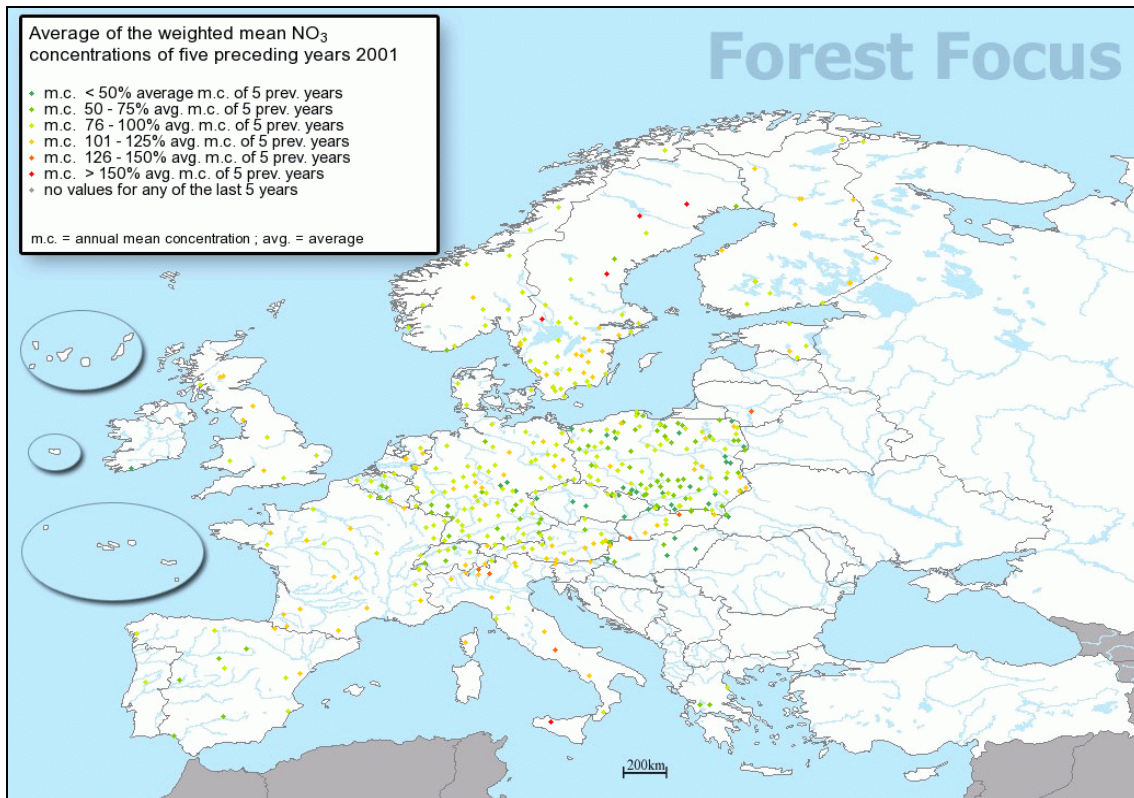 Average of the weighted mean NO3
concentrations of five preceding years 2001
m.c. < 50% average m.c. of 5 prev. years
m.c. 50 - 75% avg. m.c. of 5 prev. years
m.c. 76 - 100% avg. m.c. of 5 prev. years
m.c. 101 - 125% avg. m.c. of 5 prev. years
m.c. 126 - 150% avg. m.c. of 5 prev. years
m.c. > 150% avg. m.c. of 5 prev. years
no values for any of the last 5 years
m.c. = annual mean concentration ; avg. = average
Forest Focus
200km